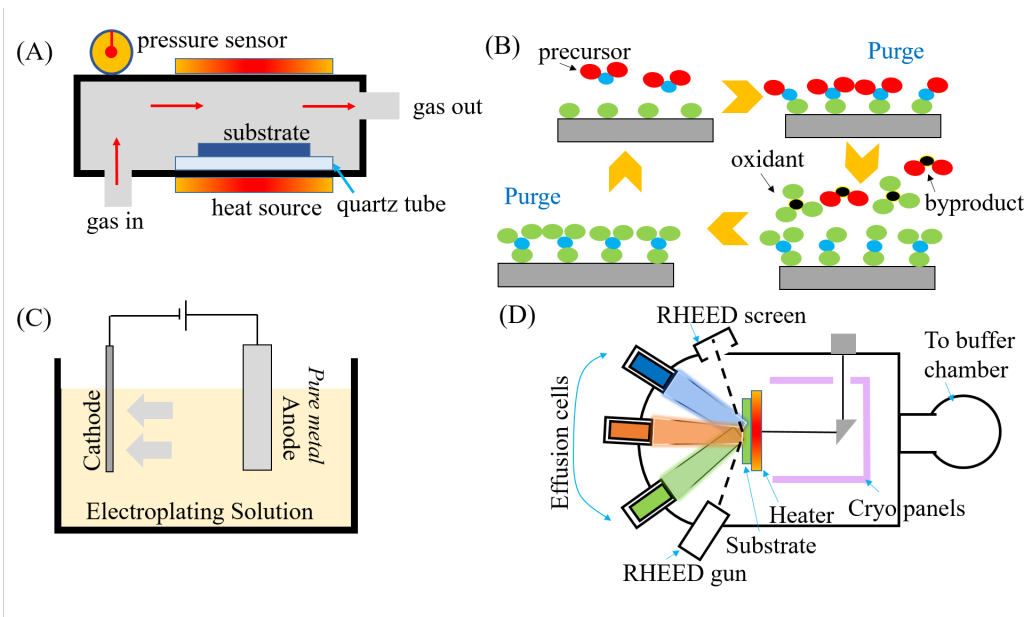 (A)
pressure sensor
gas out
substrate
heat source
quartz tube
gas in
(B)
precursor
Purge
oxidant
byproduct
Purge
(C)
Cathode
Anode
Pure metal
Electroplating Solution
(D)
RHEED screen
To buffer
chamber
Effusion cells
Cryo panels
Heater
Substrate
RHEED gun